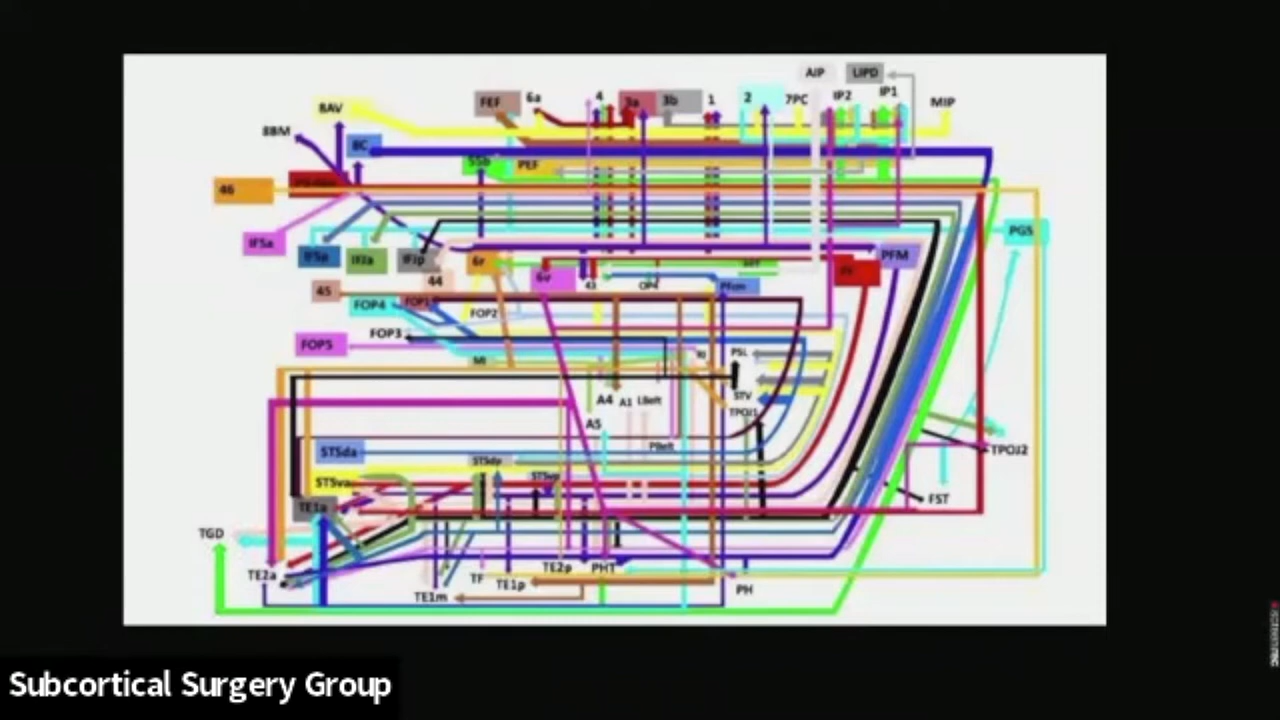 AIP
LIPD
8AV
FEF
6a
4
3a
3b
1
2
7PC
IP2
IP1
MIP
8BM
8C
55b
PEF
46
IFSa
IFSp
IFJa
IFJp
44
6r
6v
43
OP4
PFM
PF
PGS
45
FOP4
FOP1
FOP2
PFcm
FOP3
FOP5
MI
RI
PSL
STV
A4
A1
LBelt
TPOJ1
A5
PBelt
TPOJ2
STSda
STSdp
STSva
STSvp
TE1a
FST
TGD
TE2a
TE2p
PHT
TF
TE1p
TE1m
PH
Subcortical Surgery Group